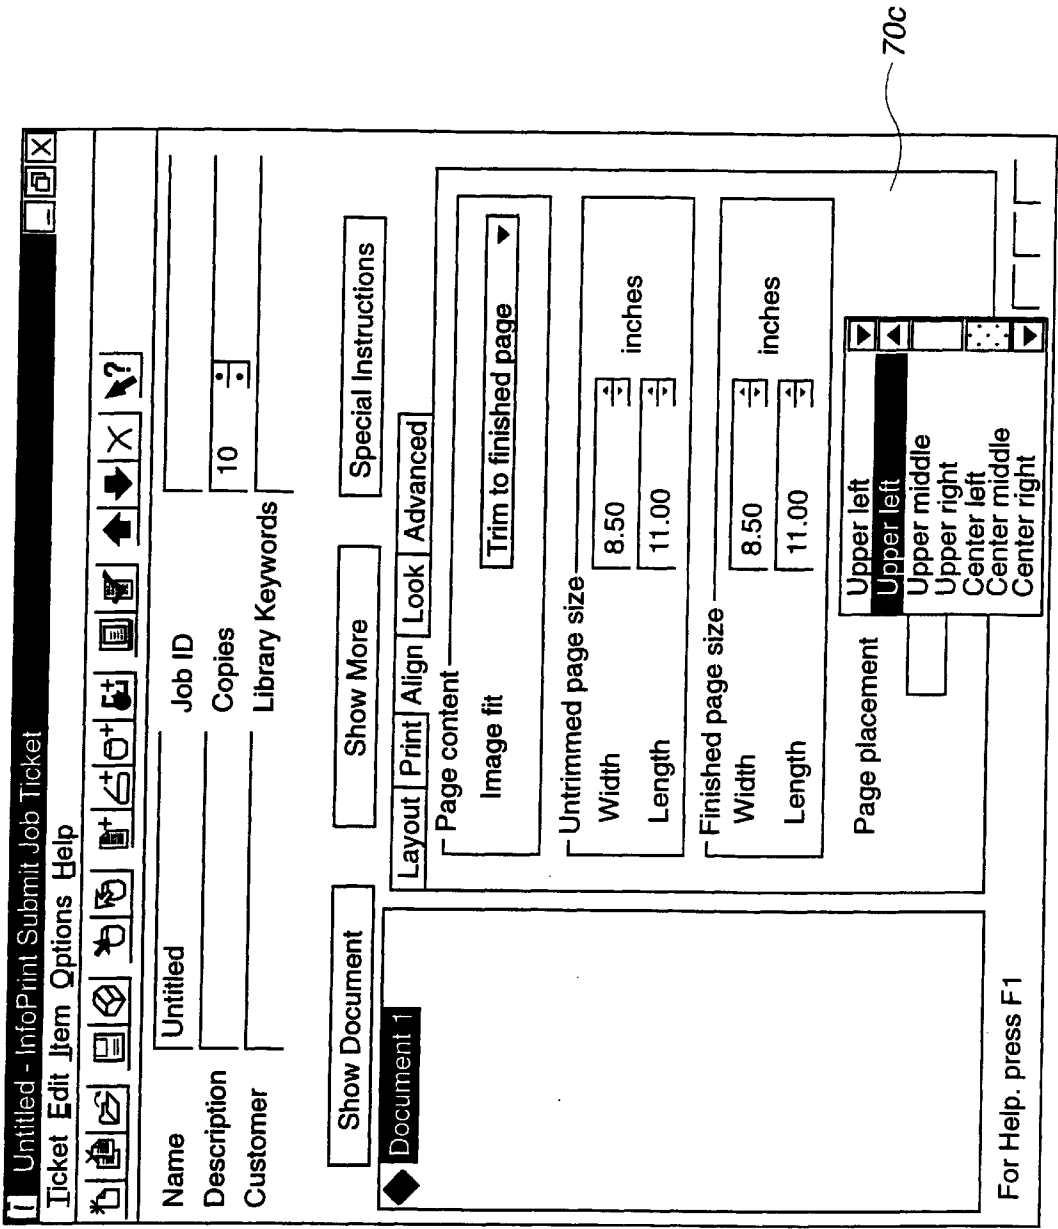 Untitled - InfoPrint Submit Job Ticket
Ticket Edit Item Options Help
Name Untitled Job ID
Description Copies 10
Customer Library Keywords
Show Document Show More Special Instructions
Document 1
Layout Print Align Look Advanced
Page content
Image fit Trim to finished page
Untrimmed page size
Width 8.50 inches
Length 11.00
Finished page size
Width 8.50 inches
Length 11.00
Page placement Upper left
Upper left
Upper middle
Upper right
Center left
Center middle
Center right
For Help. press F1
70c